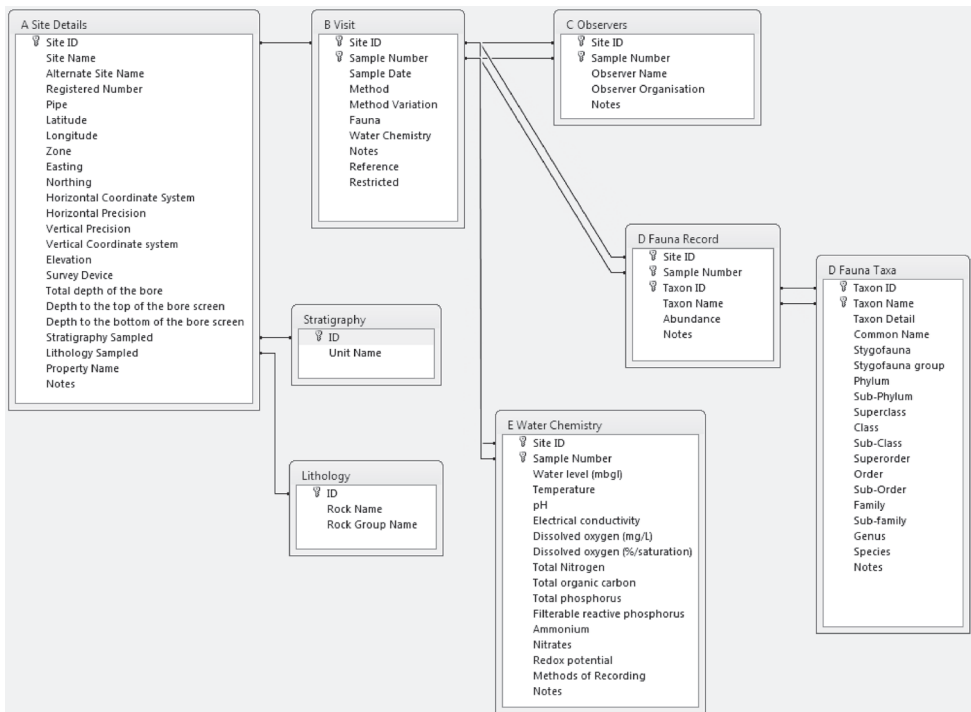 A Site Details
Site ID
Site Name
Alternate Site Name
Registered Number
Pipe
Latitude
Longitude
Zone
Easting
Northing
Horizontal Coordinate System
Horizontal Precision
Vertical Precision
Vertical Coordinate system
Elevation
Survey Device
Total depth of the bore
Depth to the top of the bore screen
Depth to the bottom of the bore screen
Stratigraphy Sampled
Lithology Sampled
Property Name
Notes
B Visit
Site ID
Sample Number
Sample Date
Method
Method Variation
Fauna
Water Chemistry
Notes
Reference
Restricted
C Observers
Site ID
Sample Number
Observer Name
Observer Organisation
Notes
Stratigraphy
ID
Unit Name
Lithology
ID
Rock Name
Rock Group Name
D Fauna Record
Site ID
Sample Number
Taxon ID
Taxon Name
Abundance
Notes
D Fauna Taxa
Taxon ID
Taxon Name
Taxon Detail
Common Name
Stygofauna
Stygofauna group
Phylum
Sub-Phylum
Superclass
Class
Sub-Class
Superorder
Order
Sub-Order
Family
Sub-family
Genus
Species
Notes
E Water Chemistry
Site ID
Sample Number
Water level (mbgl)
Temperature
pH
Electrical conductivity
Dissolved oxygen (mg/L)
Dissolved oxygen (%/saturation)
Total Nitrogen
Total organic carbon
Total phosphorus
Filterable reactive phosphorus
Ammonium
Nitrates
Redox potential
Methods of Recording
Notes